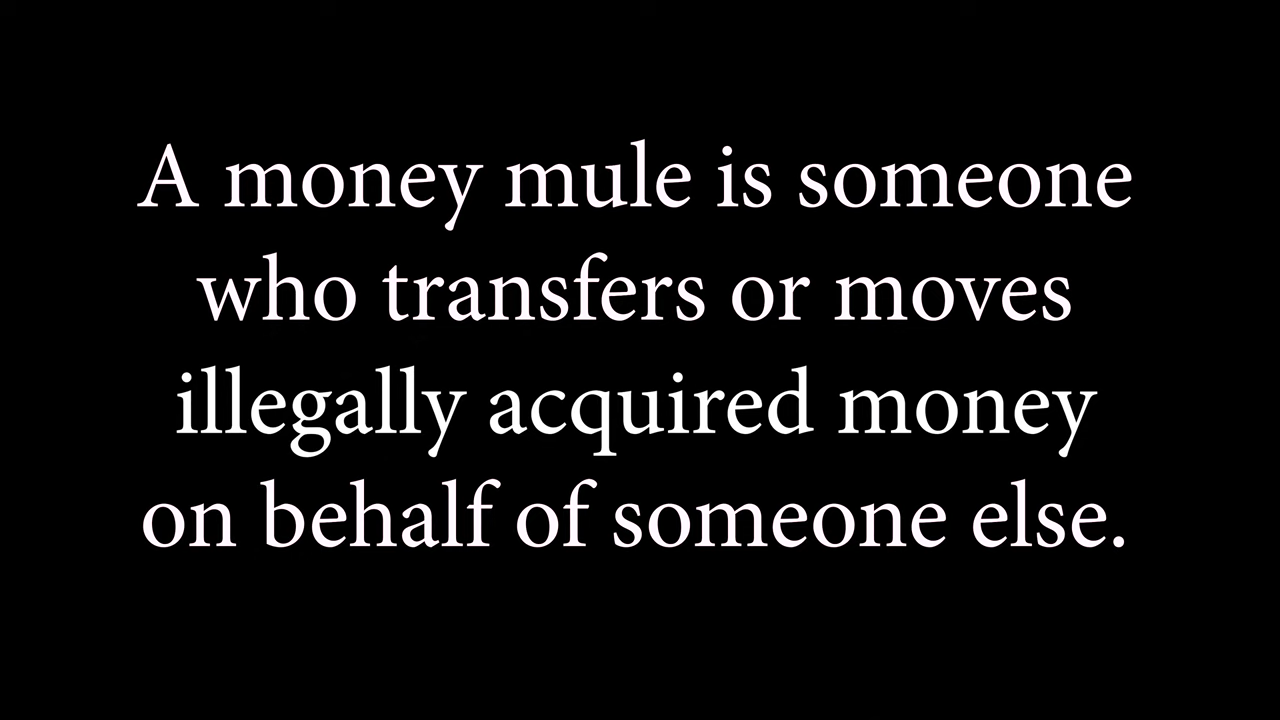 A money mule is someone
who transfers or moves
illegally acquired money
on behalf of someone else.